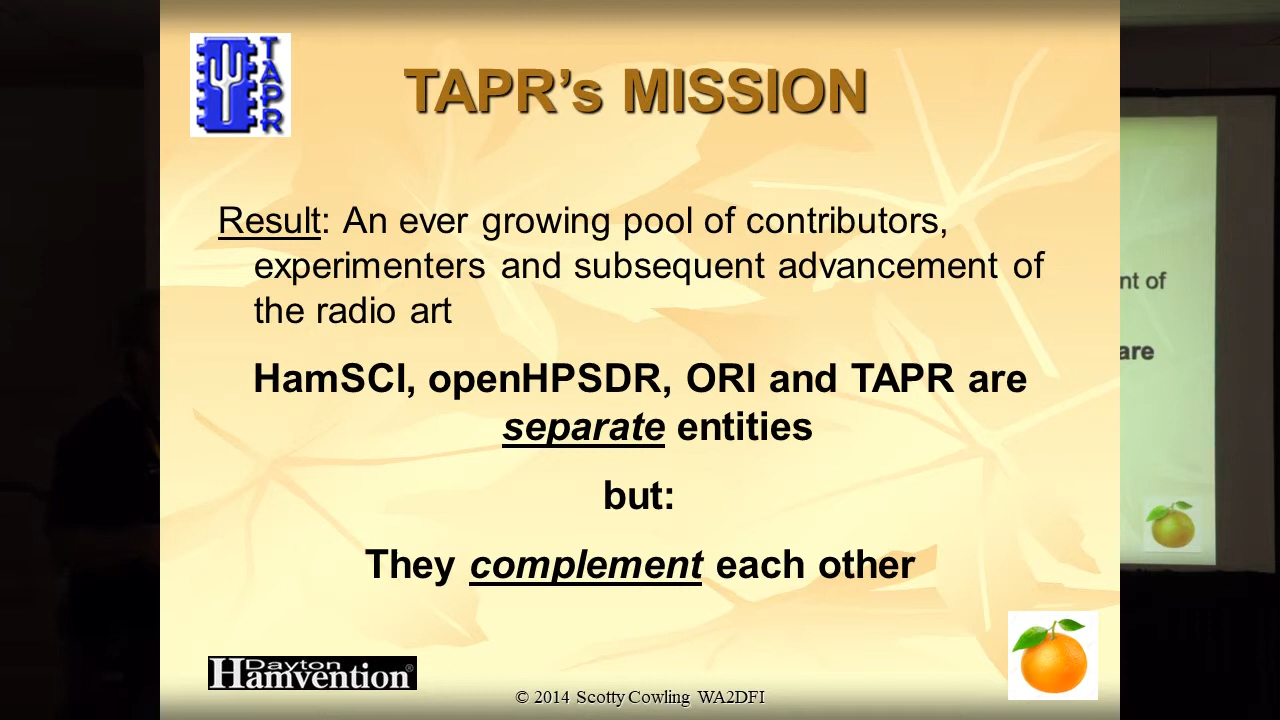 TAPR
TAPR's MISSION
Result: An ever growing pool of contributors,
experimenters and subsequent advancement of
the radio art
HamSCI, openHPSDR, ORI and TAPR are
separate entities
but:
They complement each other
Dayton
Hamvention®
© 2014 Scotty Cowling WA2DFI
nt of
are